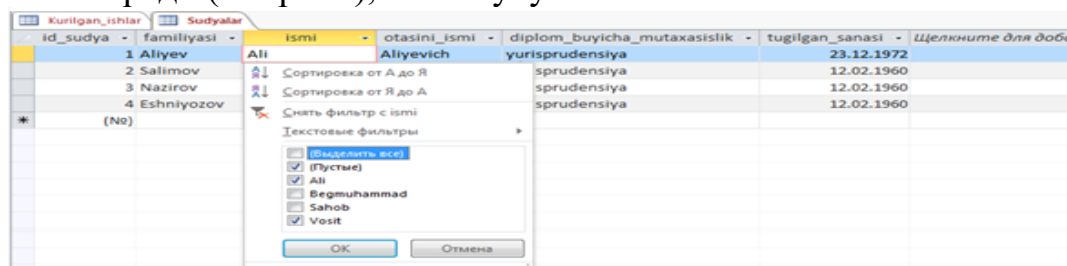 Kurilgan_ishlar Sudyalar
id_sudya familiyasi ismi otasini_ismi diplom_buyicha_mutaxasislik tugilgan_sanasi Щелкните для доба
1 Aliyev Ali Aliyevich yurisprudensiya 23.12.1972
2 Salimov Сортировка от А до Я sprudensiya 12.02.1960
3 Nazirov Сортировка от Я до А sprudensiya 12.02.1960
4 Eshniyozov Снять фильтр с ismi sprudensiya 12.02.1960
* (№)
Текстовые фильтры
(Выделить все)
(Пустые)
Ali
Begmuhammad
Sahob
Vosit
OK Отмена